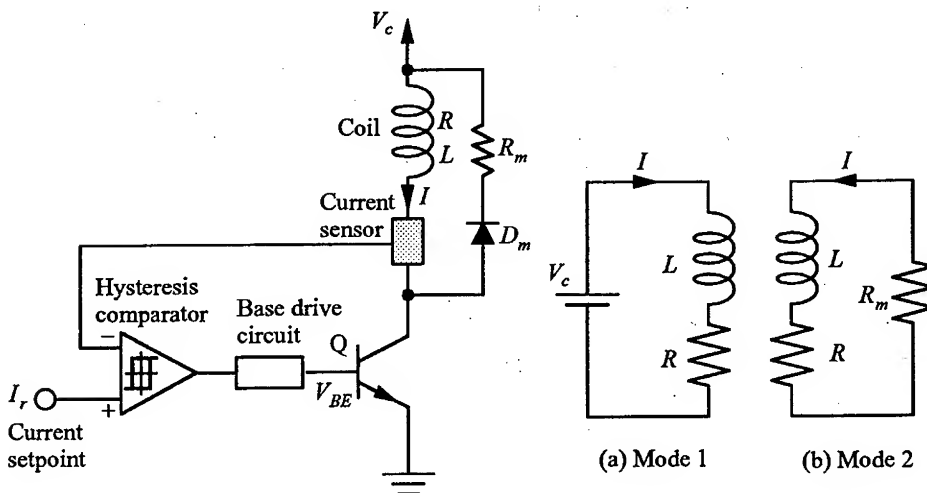 V_c
Coil
R
L
R_m
I
Current
sensor
D_m
Hysteresis
comparator
Base drive
circuit
Q
−
+
V_BE
I_r
Current
setpoint
I
V_c
L
R
(a) Mode 1
I
L
R_m
R
(b) Mode 2